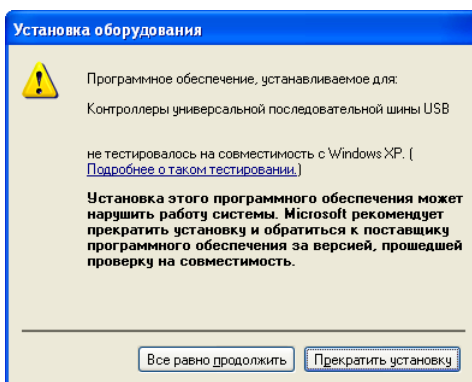 Установка оборудования
Программное обеспечение, устанавливаемое для:
Контроллеры универсальной последовательной шины USB
не тестировалось на совместимость с Windows XP. (
Подробнее о таком тестировании.)
Установка этого программного обеспечения может
нарушить работу системы. Microsoft рекомендует
прекратить установку и обратиться к поставщику
программного обеспечения за версией, прошедшей
проверку на совместимость.
Все равно продолжить
Прекратить установку